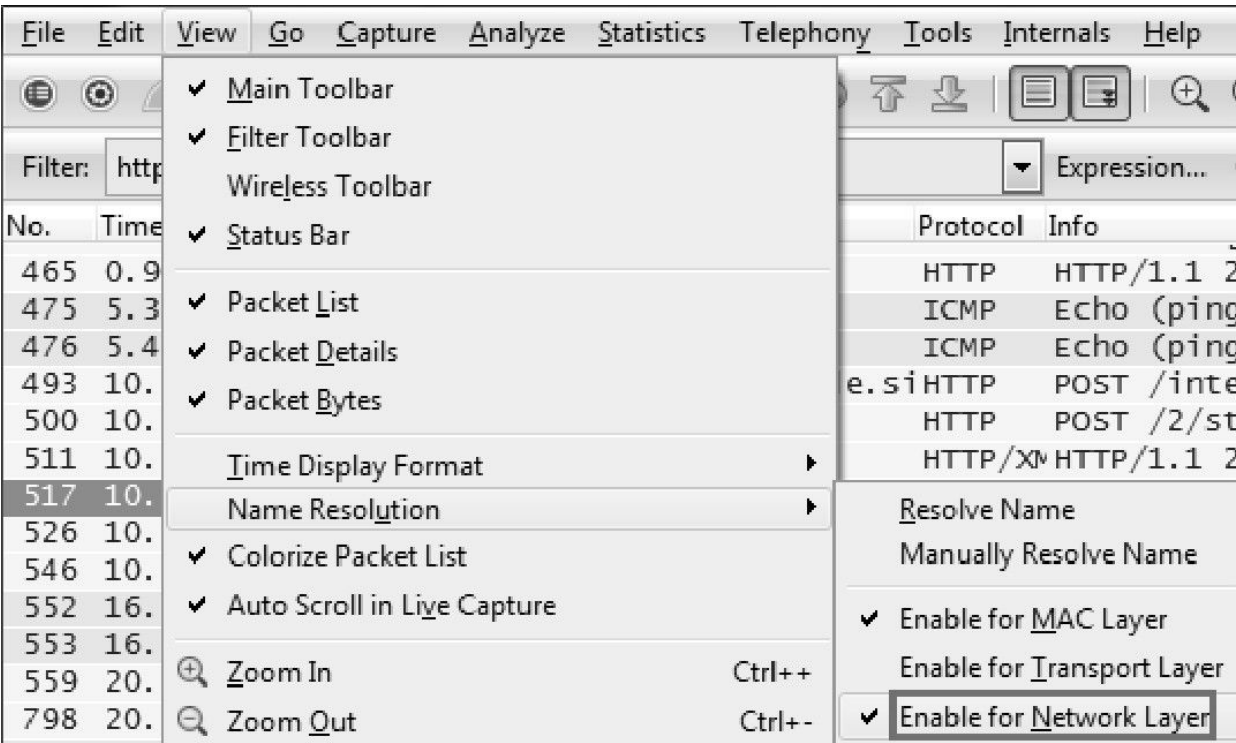 File Edit View Go Capture Analyze Statistics Telephony Tools Internals Help
Main Toolbar
Filter Toolbar
Wireless Toolbar
Status Bar
Packet List
Packet Details
Packet Bytes
Time Display Format
Name Resolution
Colorize Packet List
Auto Scroll in Live Capture
Zoom In Ctrl++
Zoom Out Ctrl+-
Resolve Name
Manually Resolve Name
Enable for MAC Layer
Enable for Transport Layer
Enable for Network Layer
Filter: http Expression...
No. Time Protocol Info
465 0.9 HTTP HTTP/1.1 2
475 5.3 ICMP Echo (ping
476 5.4 ICMP Echo (ping
493 10. e.si HTTP POST /inte
500 10. HTTP POST /2/st
511 10. HTTP/XM HTTP/1.1 2
517 10.
526 10.
546 10.
552 16.
553 16.
559 20.
798 20.